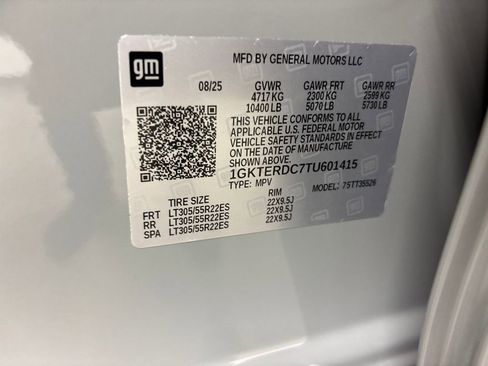 gm
MFD BY GENERAL MOTORS LLC
08/25 GVWR GAWR FRT GAWR RR
4717 KG 2300 KG 2599 KG
10400 LB 5070 LB 5730 LB
THIS VEHICLE CONFORMS TO ALL
APPLICABLE U.S. FEDERAL MOTOR
VEHICLE SAFETY STANDARDS IN EFFECT
ON THE DATE OF MANUFACTURE
1GKTERDC7TU601415
TYPE: MPV MODEL: 75TT35526
TIRE SIZE RIM
FRT LT305/55R22ES 22X9.5J
RR LT305/55R22ES 22X9.5J
SPA LT305/55R22ES 22X9.5J